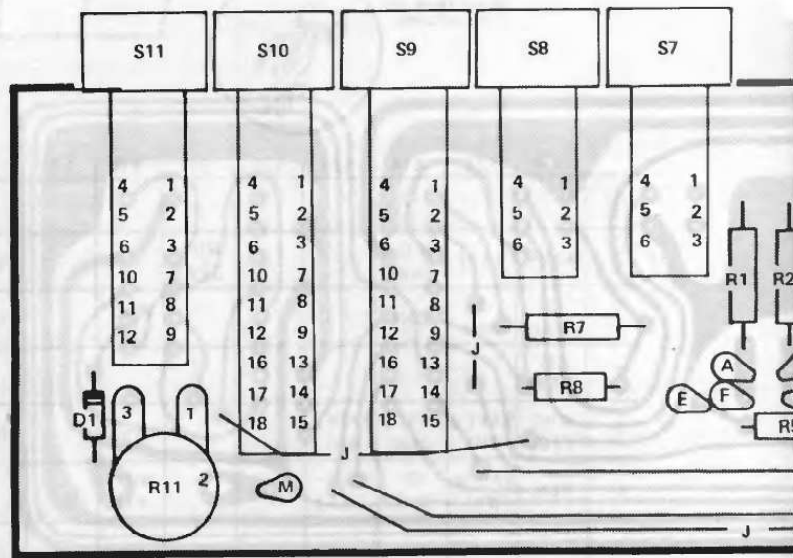 S11 S10 S9 S8 S7
4 1 4 1 4 1 4 1 4 1
5 2 5 2 5 2 5 2 5 2
6 3 6 3 6 3 6 3 6 3
10 7 10 7 10 7
R1 R2
11 8 11 8 11 8
12 9 12 9 12 9
R7
J
16 13 16 13
A
17 14 17 14
R8
E F
D1 3 1
18 15 18 15
J
R11 2
M
J